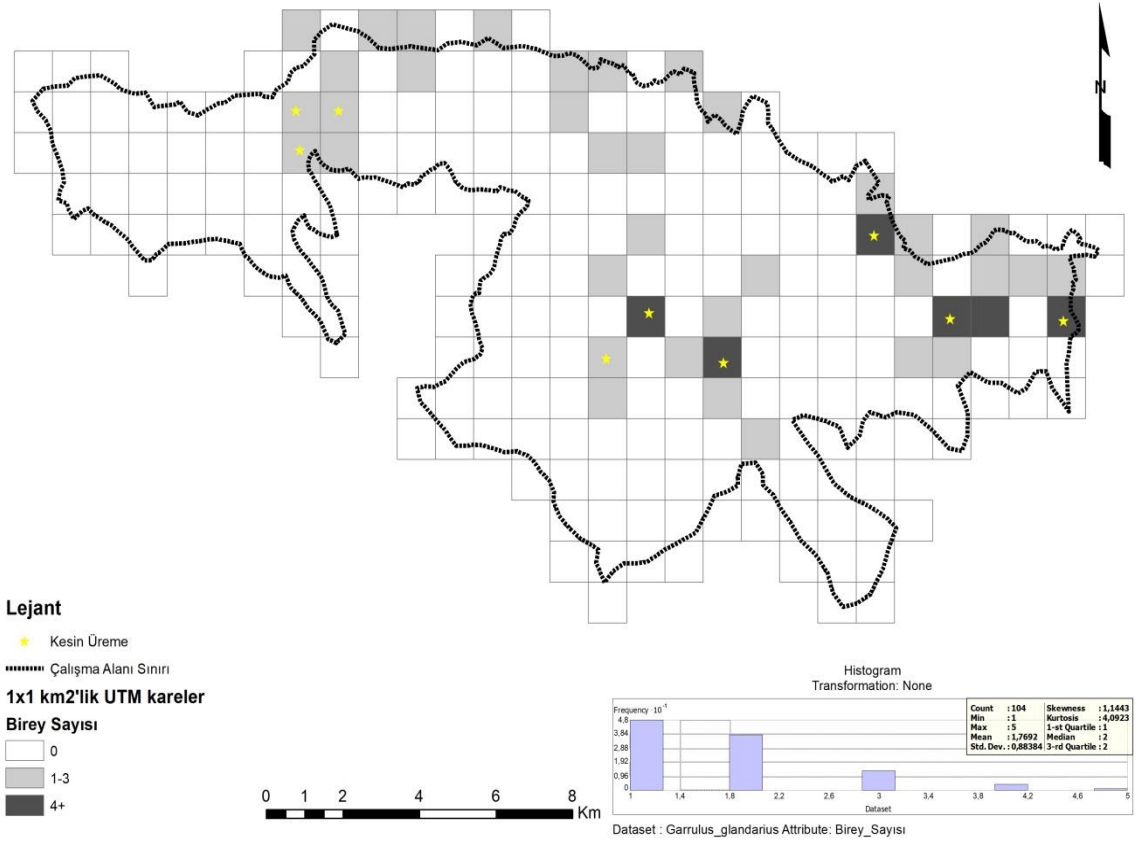 N
Lejant
Kesin Üreme
Çalışma Alanı Sınırı
1x1 km2'lik UTM kareler
Birey Sayısı
0
1-3
4+
0 1 2 4 6 8
Km
Histogram
Transformation: None
Frequency ·10⁻¹
4,8
3,84
2,88
1,92
0,96
0
1 1,4 1,8 2,2 2,6 3 3,4 3,8 4,2 4,6 5
Dataset
Count : 104 Skewness : 1,1443
Min : 1 Kurtosis : 4,0923
Max : 5 1-st Quartile : 1
Mean : 1,7692 Median : 2
Std. Dev. : 0,88384 3-rd Quartile : 2
Dataset : Garrulus_glandarius Attribute: Birey_Sayısı